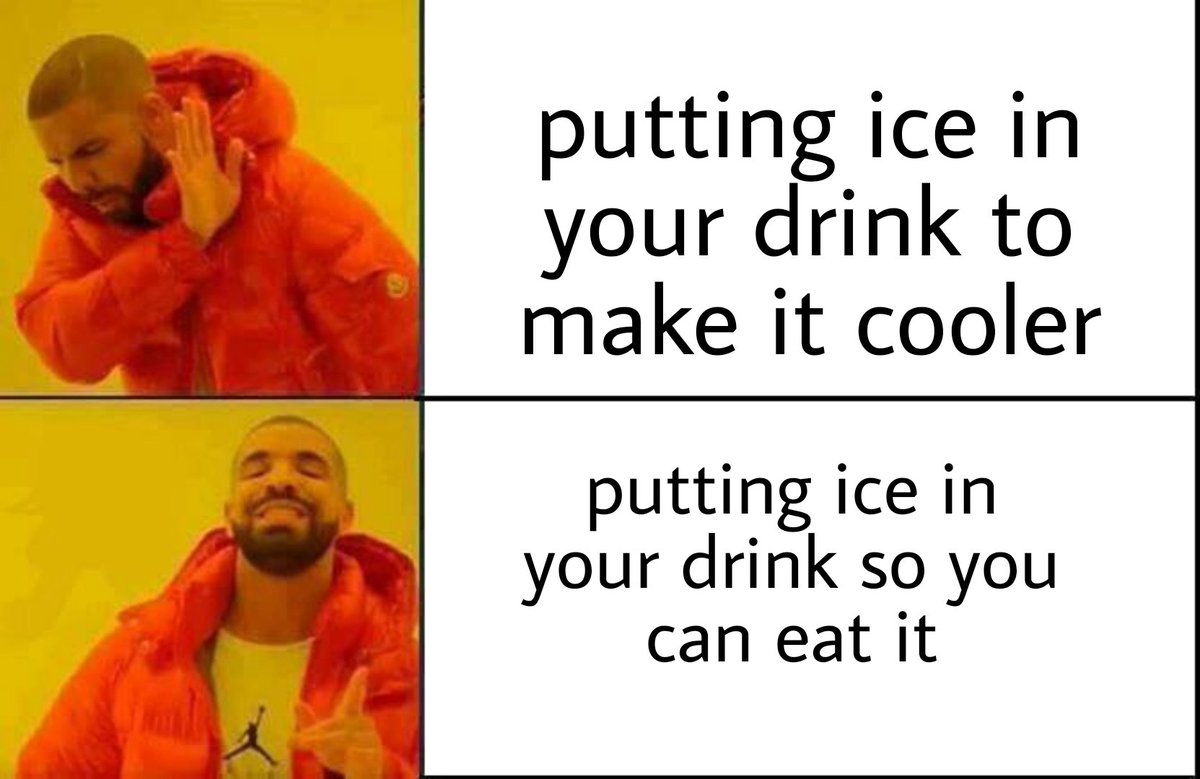 putting ice in
your drink to
make it cooler
putting ice in
your drink so you
can eat it